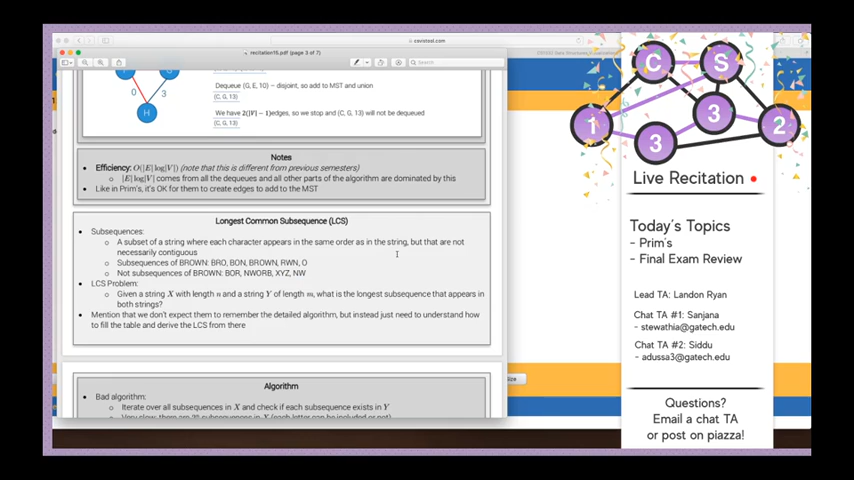 csvistool.com
recitation15.pdf (page 3 of 7)
Search
H
0
3
Dequeue (G, E, 10) – disjoint, so add to MST and union
(C, G, 13)
We have 2(|V| − 1)edges, so we stop and (C, G, 13) will not be dequeued
(C, G, 13)
Notes
Efficiency: O(|E| log|V|) (note that this is different from previous semesters)
|E| log|V| comes from all the dequeues and all other parts of the algorithm are dominated by this
Like in Prim's, it's OK for them to create edges to add to the MST
Longest Common Subsequence (LCS)
Subsequences:
A subset of a string where each character appears in the same order as in the string, but that are not
necessarily contiguous
Subsequences of BROWN: BRO, BON, BROWN, RWN, O
Not subsequences of BROWN: BOR, NWORB, XYZ, NW
LCS Problem:
Given a string X with length n and a string Y of length m, what is the longest subsequence that appears in
both strings?
Mention that we don't expect them to remember the detailed algorithm, but instead just need to understand how
to fill the table and derive the LCS from there
Algorithm
Bad algorithm:
Iterate over all subsequences in X and check if each subsequence exists in Y
Size
C S
1 3 3 2
Live Recitation
Today's Topics
- Prim's
- Final Exam Review
Lead TA: Landon Ryan
Chat TA #1: Sanjana
- stewathia@gatech.edu
Chat TA #2: Siddu
- adussa3@gatech.edu
Questions?
Email a chat TA
or post on piazza!